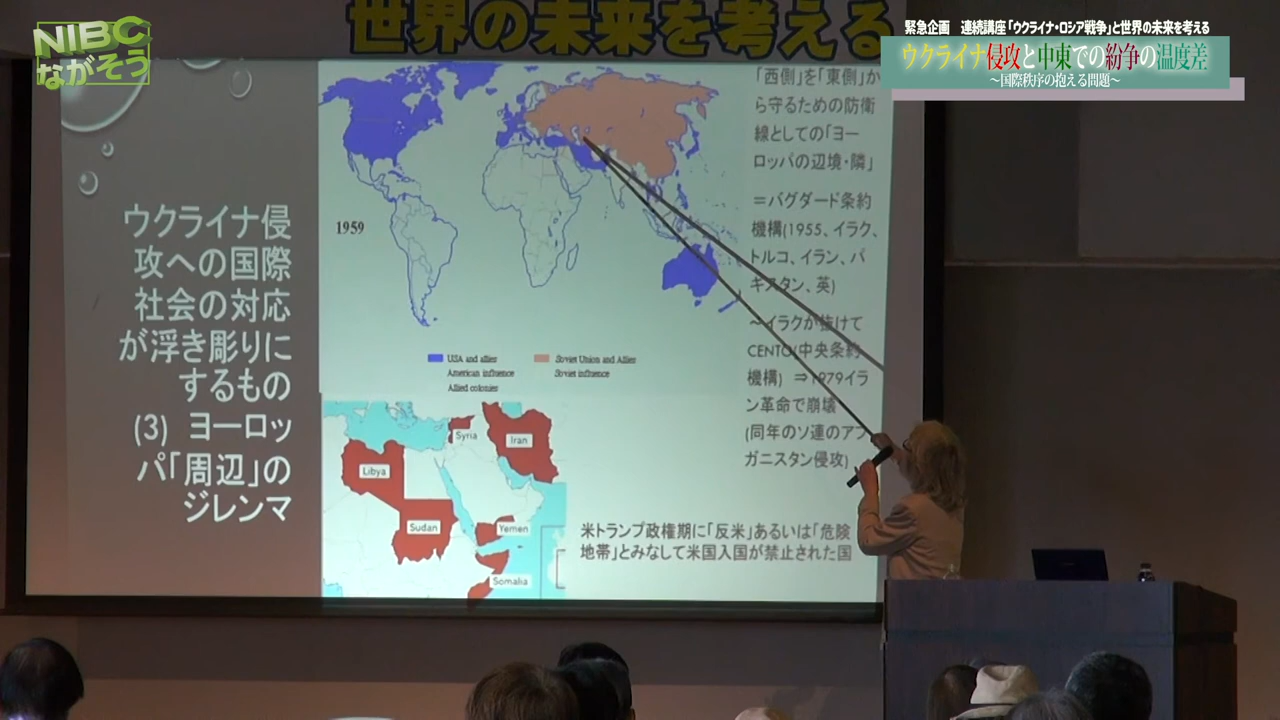 世界の未来を考える
NIBC
ながそう
緊急企画 連続講座「ウクライナ・ロシア戦争」と世界の未来を考える
ウクライナ侵攻と中東での紛争の温度差
～国際秩序の抱える問題～
ウクライナ侵
攻への国際
社会の対応
が浮き彫りに
するもの
(3) ヨーロッ
パ「周辺」の
ジレンマ
1959
USA and allies
American influence
Allied colonies
Soviet Union and Allies
Soviet influence
「西側」を「東側」か
ら守るための防衛
線としての「ヨー
ロッパの辺境・隣」
＝バグダード条約
機構(1955、イラク、
トルコ、イラン、パ
キスタン、英)
～イラクが抜けて
CENTO(中央条約
機構) ⇒1979イラ
ン革命で崩壊
(同年のソ連のアフ
ガニスタン侵攻)
Syria
Iran
Libya
Sudan
Yemen
Somalia
米トランプ政権期に「反米」あるいは「危険
地帯」とみなして米国入国が禁止された国